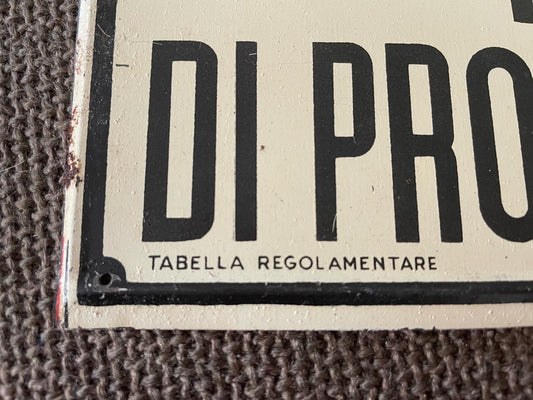 DI PRO
TABELLA REGOLAMENTARE